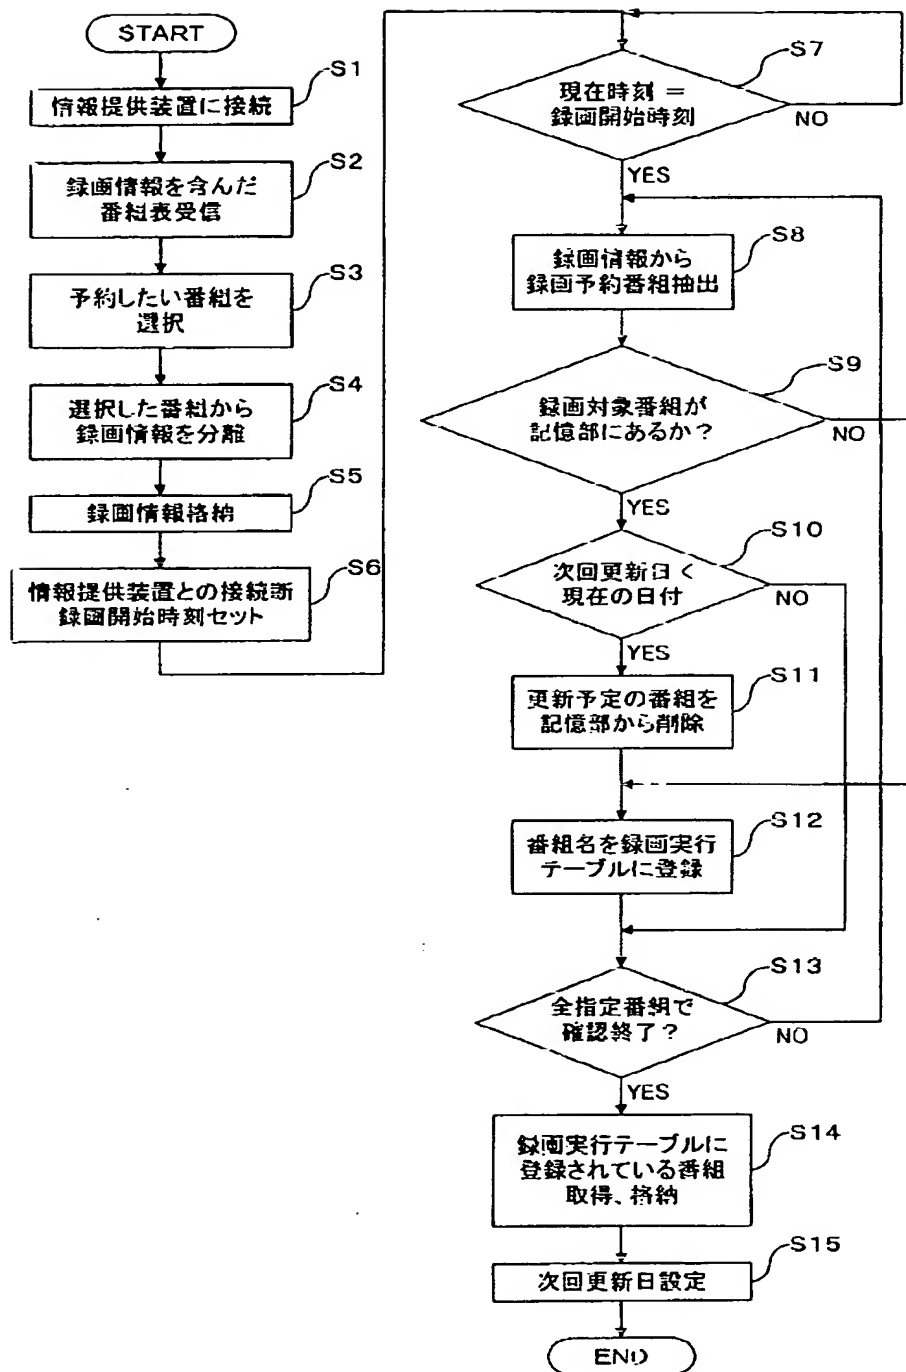 START
S1
情報提供装置に接続
S2
録画情報を含んだ
番組表受信
S3
予約したい番組を
選択
S4
選択した番組から
録画情報を分離
S5
録画情報格納
S6
情報提供装置との接続断
録画開始時刻セット
S7
現在時刻 =
録画開始時刻
NO
YES
S8
録画情報から
録画予約番組抽出
S9
録画対象番組が
記憶部にあるか?
NO
YES
S10
次回更新日<
現在の日付
NO
YES
S11
更新予定の番組を
記憶部から削除
S12
番組名を録画実行
テーブルに登録
S13
全指定番組で
確認終了?
NO
YES
S14
録画実行テーブルに
登録されている番組
取得、格納
S15
次回更新日設定
END